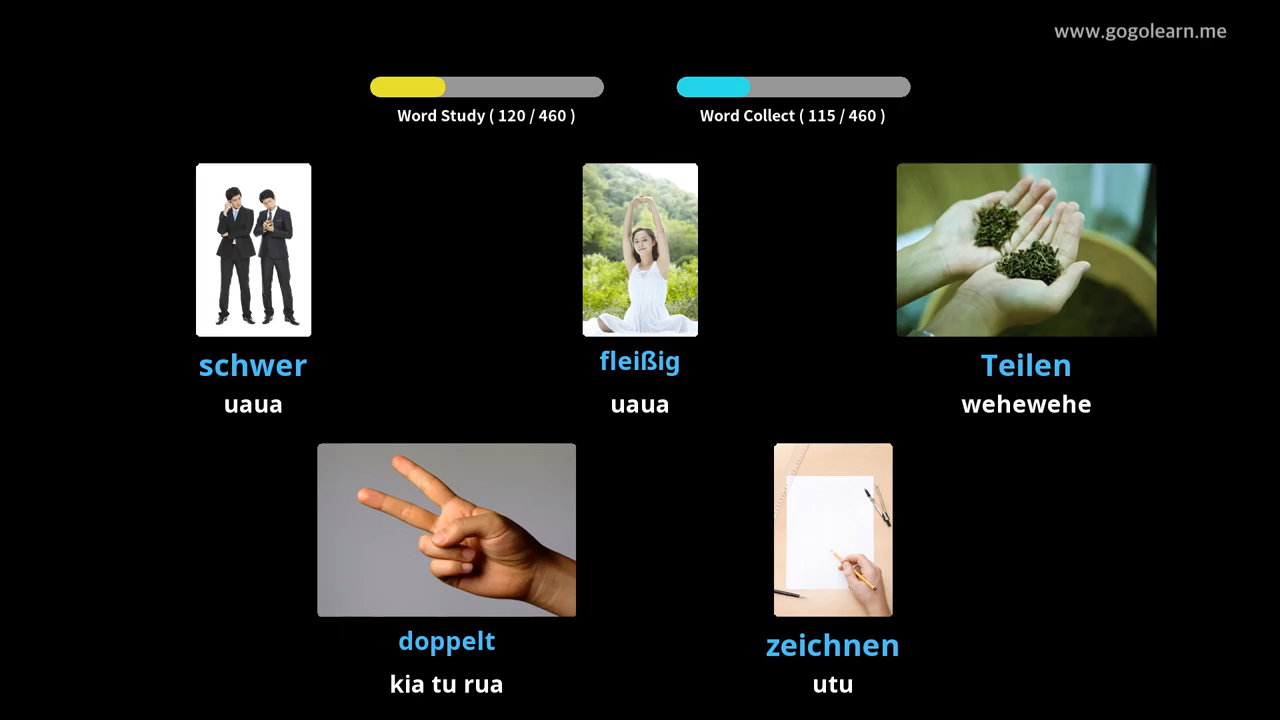 www.gogolearn.me
Word Study ( 120 / 460 )
Word Collect ( 115 / 460 )
schwer
uaua
fleißig
uaua
Teilen
wehewehe
doppelt
kia tu rua
zeichnen
utu